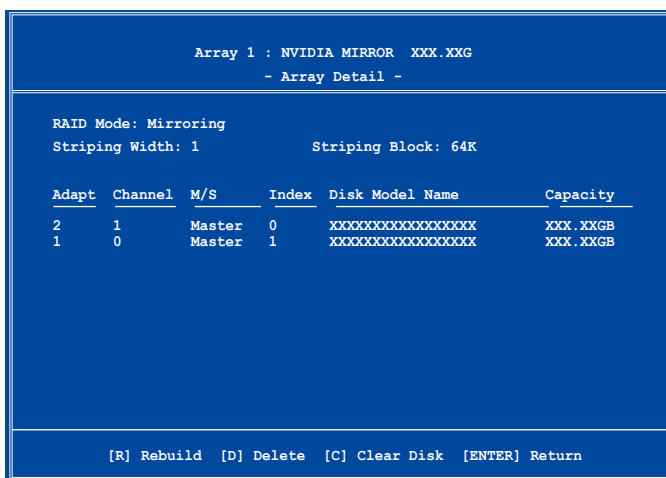 Array 1 : NVIDIA MIRROR XXX.XXG
- Array Detail -
RAID Mode: Mirroring
Striping Width: 1 Striping Block: 64K
Adapt Channel M/S Index Disk Model Name Capacity
2 1 Master 0 XXXXXXXXXXXXXXXXX XXX.XXGB
1 0 Master 1 XXXXXXXXXXXXXXXXX XXX.XXGB
[R] Rebuild [D] Delete [C] Clear Disk [ENTER] Return